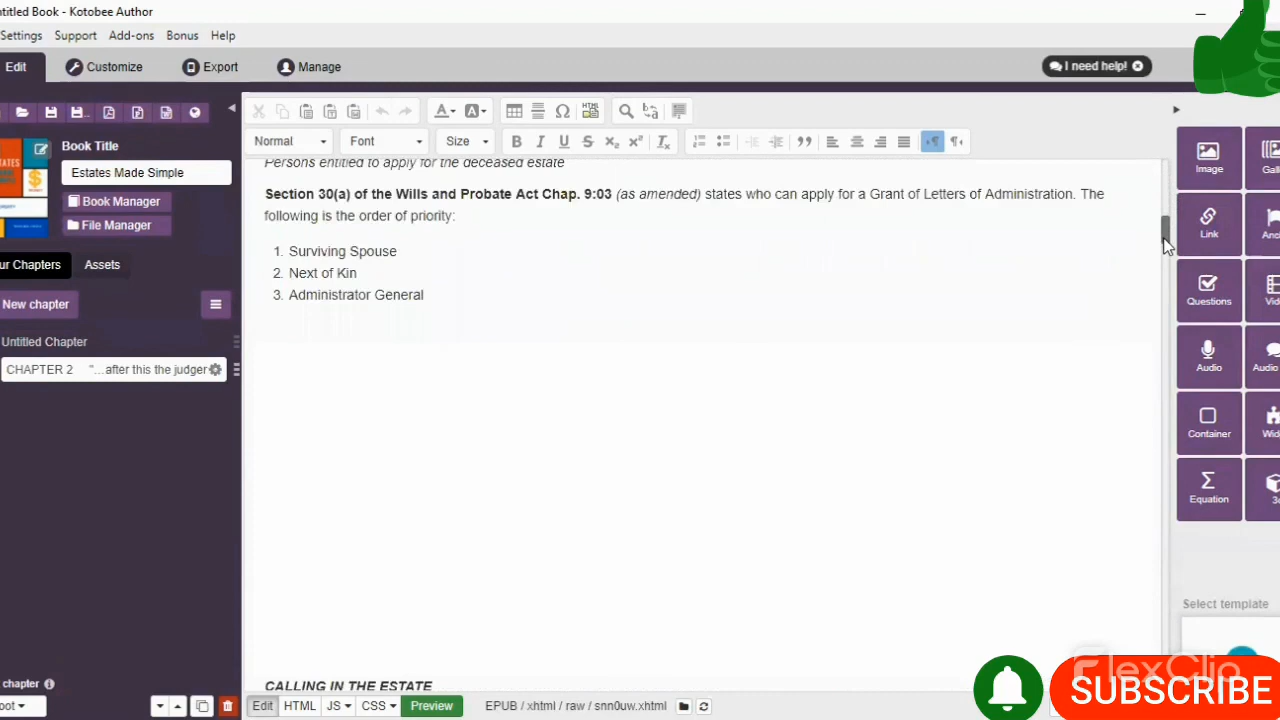 ntitled Book - Kotobee Author
Settings Support Add-ons Bonus Help
Edit Customize Export Manage
I need help!
Book Title
Estates Made Simple
Book Manager
File Manager
Chapters Assets
New chapter
Untitled Chapter
CHAPTER 2 "...after this the judger
chapter
Normal Font Size
Persons entitled to apply for the deceased estate
Section 30(a) of the Wills and Probate Act Chap. 9:03 (as amended) states who can apply for a Grant of Letters of Administration. The
following is the order of priority:
1. Surviving Spouse
2. Next of Kin
3. Administrator General
CALLING IN THE ESTATE
Edit HTML JS CSS Preview EPUB / xhtml / raw / snn0uw.xhtml
Image
Link
Questions
Audio Audio
Container
Equation
Select template
FlexClip
SUBSCRIBE